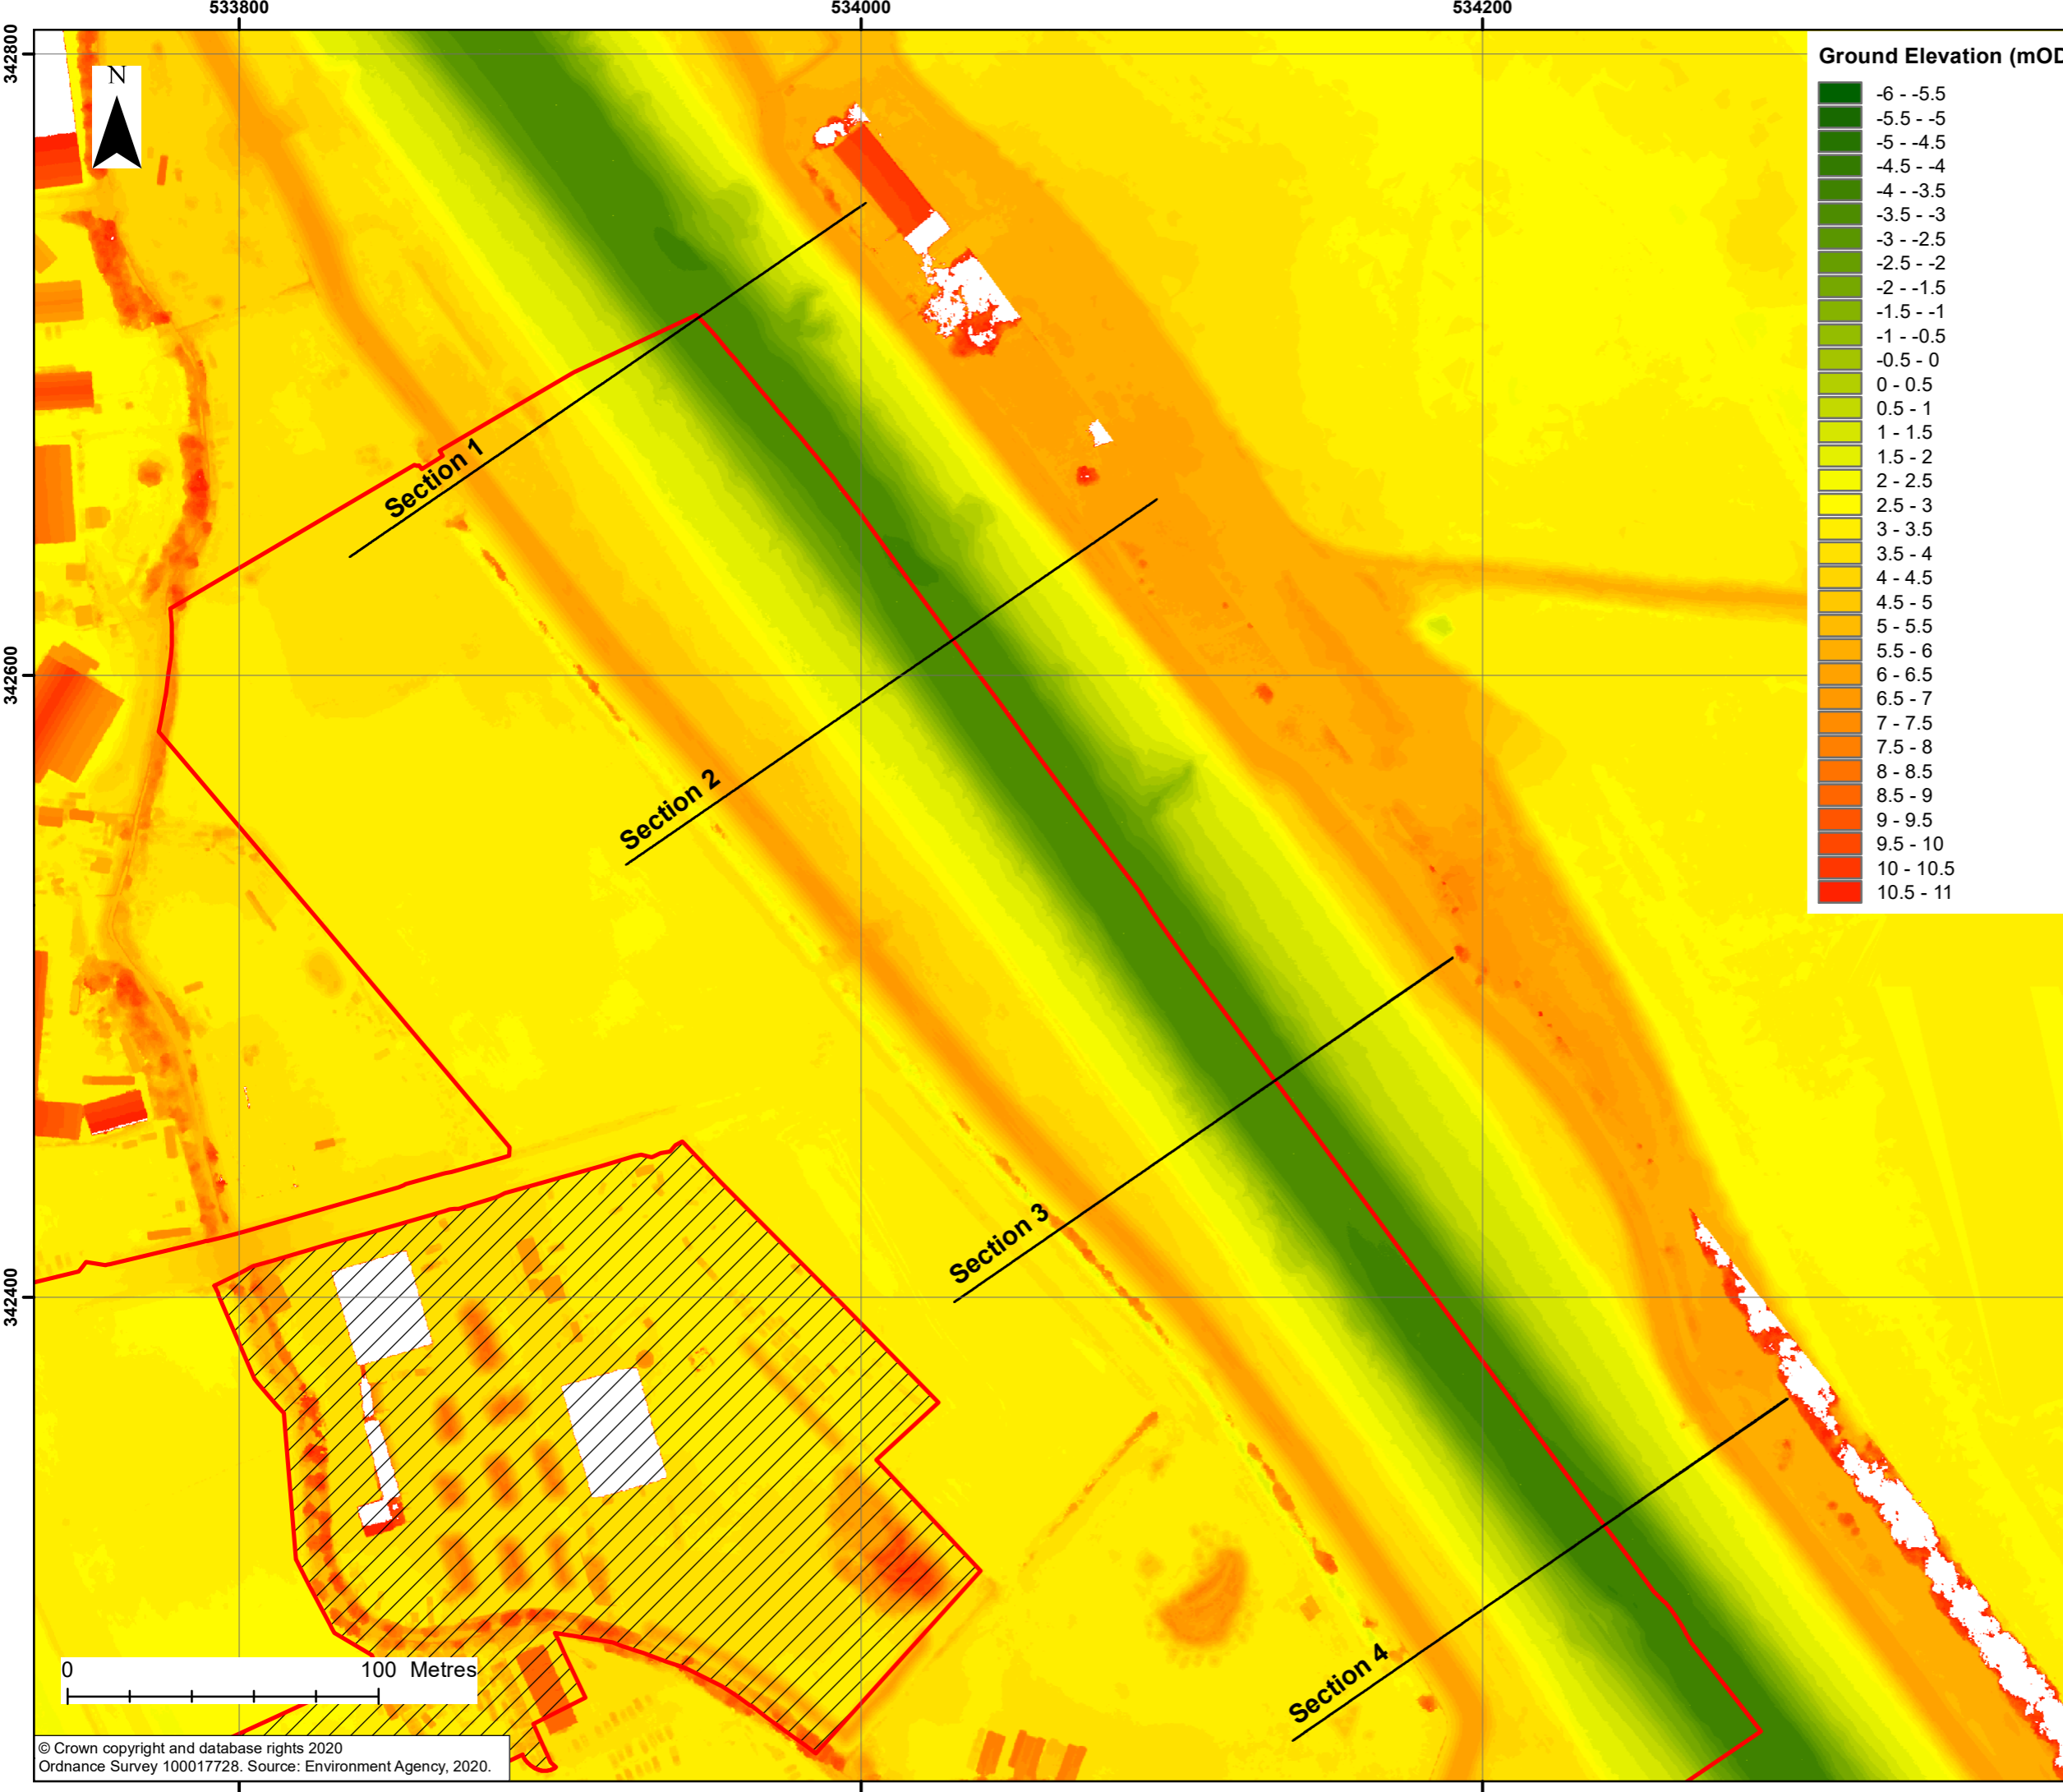 533800
534000
534200
342800
342600
342400
N
Ground Elevation (mOD
-6 - -5.5
-5.5 - -5
-5 - -4.5
-4.5 - -4
-4 - -3.5
-3.5 - -3
-3 - -2.5
-2.5 - -2
-2 - -1.5
-1.5 - -1
-1 - -0.5
-0.5 - 0
0 - 0.5
0.5 - 1
1 - 1.5
1.5 - 2
2 - 2.5
2.5 - 3
3 - 3.5
3.5 - 4
4 - 4.5
4.5 - 5
5 - 5.5
5.5 - 6
6 - 6.5
6.5 - 7
7 - 7.5
7.5 - 8
8 - 8.5
8.5 - 9
9 - 9.5
9.5 - 10
10 - 10.5
10.5 - 11
Section 1
Section 2
Section 3
Section 4
0 100 Metres
© Crown copyright and database rights 2020
Ordnance Survey 100017728. Source: Environment Agency, 2020.